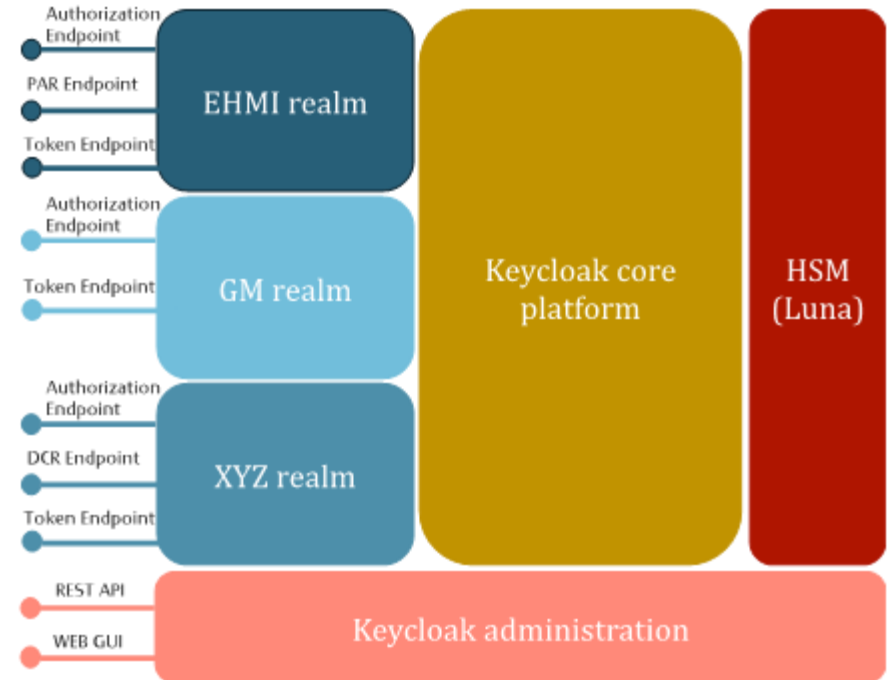 Authorization
Endpoint
PAR Endpoint
Token Endpoint
EHMI realm
Authorization
Endpoint
Token Endpoint
GM realm
Authorization
Endpoint
DCR Endpoint
Token Endpoint
XYZ realm
Keycloak core
platform
HSM
(Luna)
REST API
WEB GUI
Keycloak administration